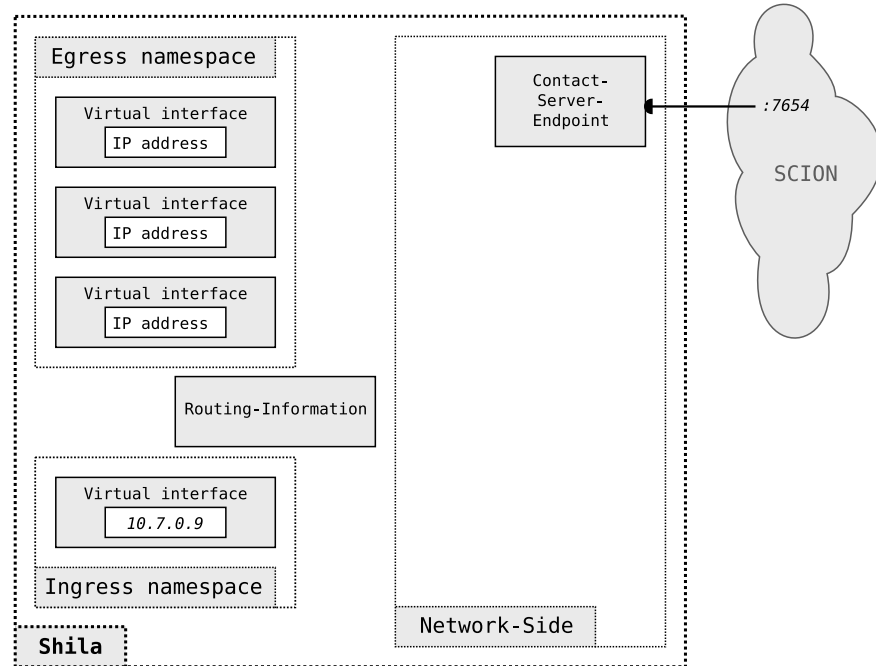 Egress namespace
Virtual interface
IP address
Virtual interface
IP address
Virtual interface
IP address
Routing-Information
Virtual interface
10.7.0.9
Ingress namespace
Shila
Contact-
Server-
Endpoint
Network-Side
:7654
SCION